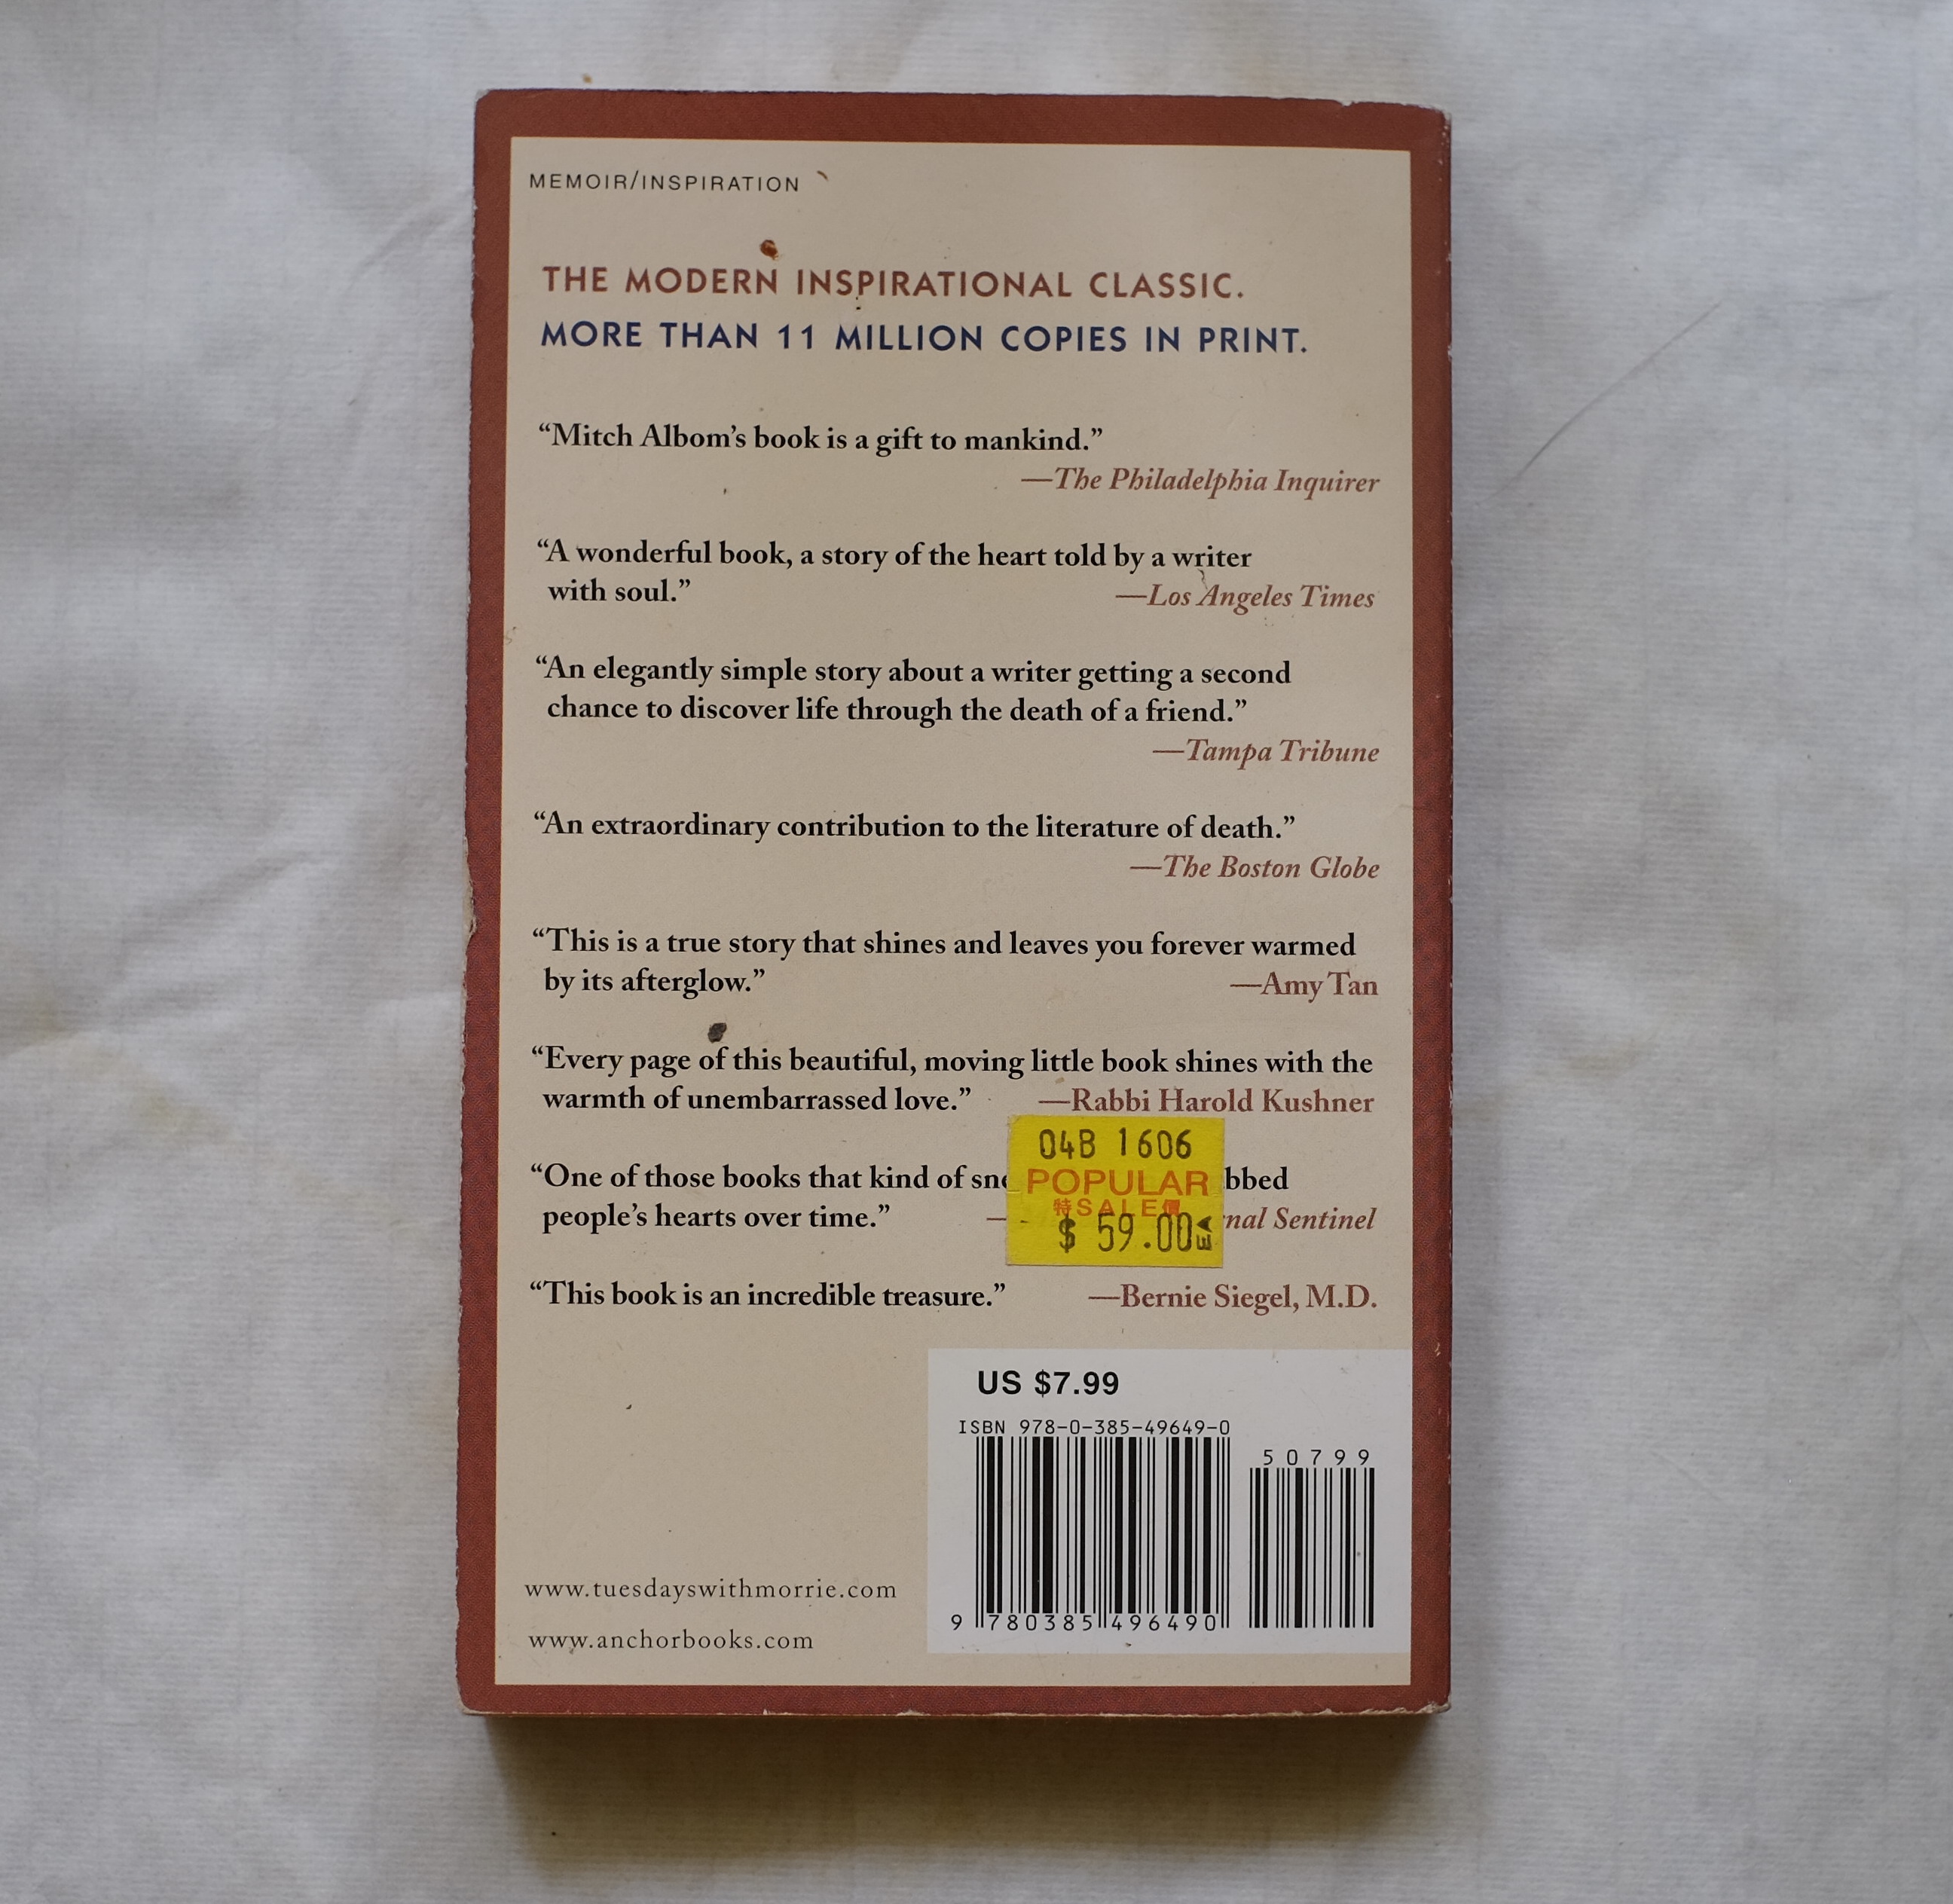 MEMOIR/INSPIRATION
THE MODERN INSPIRATIONAL CLASSIC.
MORE THAN 11 MILLION COPIES IN PRINT.
“Mitch Albom’s book is a gift to mankind.”
—The Philadelphia Inquirer
“A wonderful book, a story of the heart told by a writer
with soul.” —Los Angeles Times
“An elegantly simple story about a writer getting a second
chance to discover life through the death of a friend.”
—Tampa Tribune
“An extraordinary contribution to the literature of death.”
—The Boston Globe
“This is a true story that shines and leaves you forever warmed
by its afterglow.” —Amy Tan
“Every page of this beautiful, moving little book shines with the
warmth of unembarrassed love.” —Rabbi Harold Kushner
04B 1606
POPULAR
特SALE價
$ 59.00 EA
“One of those books that kind of
people’s hearts over time.” — Sentinel
“This book is an incredible treasure.” —Bernie Siegel, M.D.
US $7.99
ISBN 978-0-385-49649-0
50799
9 780385 496490
www.tuesdayswithmorrie.com
www.anchorbooks.com